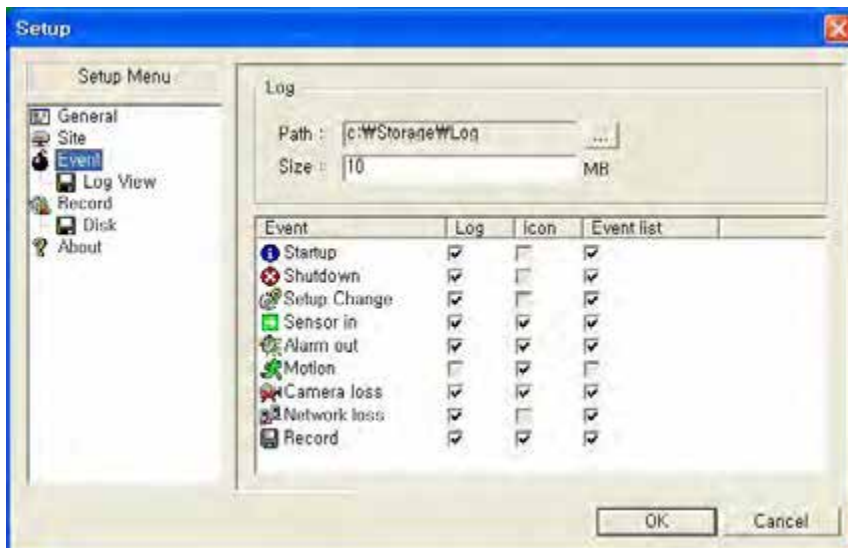 Setup
Setup Menu
General
Site
Event
Log View
Record
Disk
About
Log
Path : c:₩Storage₩Log ...
Size : 10 MB
Event Log Icon Event list
Startup
Shutdown
Setup Change
Sensor in
Alarm out
Motion
Camera loss
Network loss
Record
OK Cancel